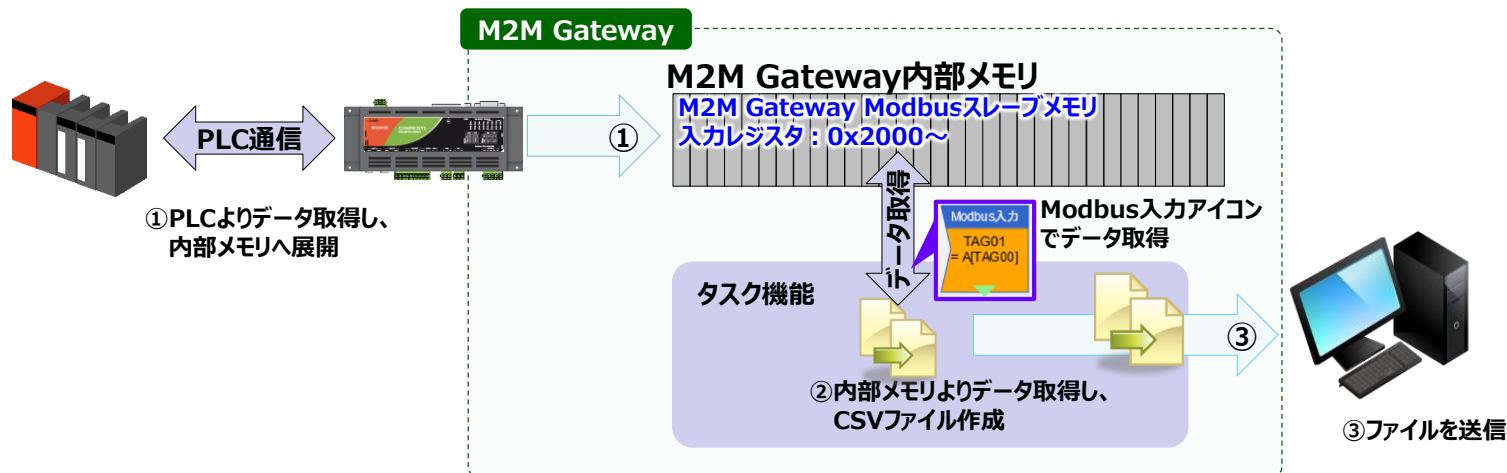 M2M Gateway
M2M Gateway内部メモリ
M2M Gateway Modbusスレーブメモリ
入力レジスタ：0x2000～
PLC通信
①
①PLCよりデータ取得し、
内部メモリへ展開
データ取得
Modbus入力
TAG01
= A[TAG00]
Modbus入力アイコン
でデータ取得
タスク機能
②内部メモリよりデータ取得し、
CSVファイル作成
③
③ファイルを送信